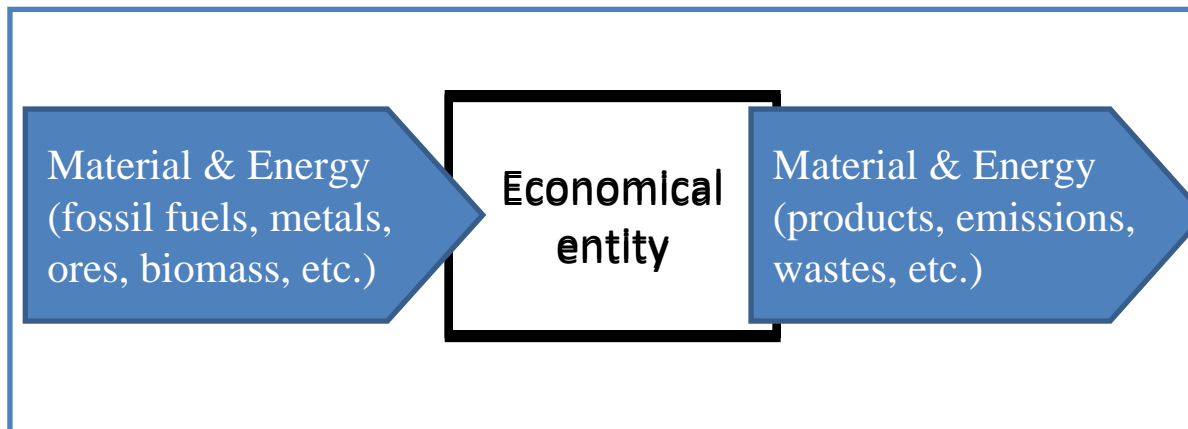 Material & Energy
(fossil fuels, metals,
ores, biomass, etc.)
Economical
entity
Material & Energy
(products, emissions,
wastes, etc.)